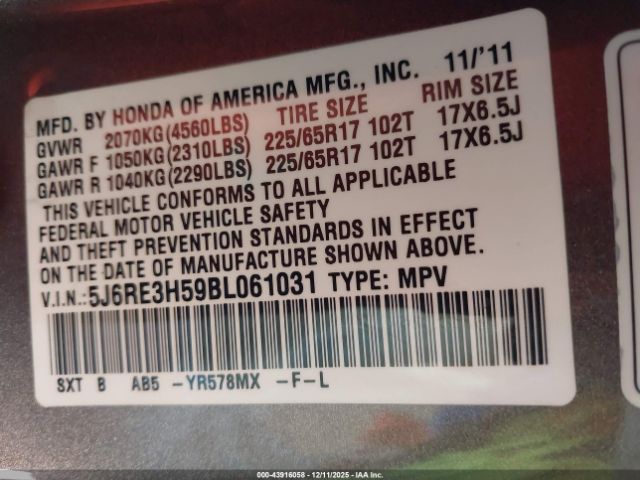 MFD. BY HONDA OF AMERICA MFG., INC. 11/'11
GVWR 2070KG(4560LBS) TIRE SIZE RIM SIZE
GAWR F 1050KG(2310LBS) 225/65R17 102T 17X6.5J
GAWR R 1040KG(2290LBS) 225/65R17 102T 17X6.5J
THIS VEHICLE CONFORMS TO ALL APPLICABLE
FEDERAL MOTOR VEHICLE SAFETY
AND THEFT PREVENTION STANDARDS IN EFFECT
ON THE DATE OF MANUFACTURE SHOWN ABOVE.
V.I.N.:5J6RE3H59BL061031 TYPE: MPV
SXT B AB5 -YR578MX -F-L
000-43916058 - 12/11/2025 - IAA Inc.